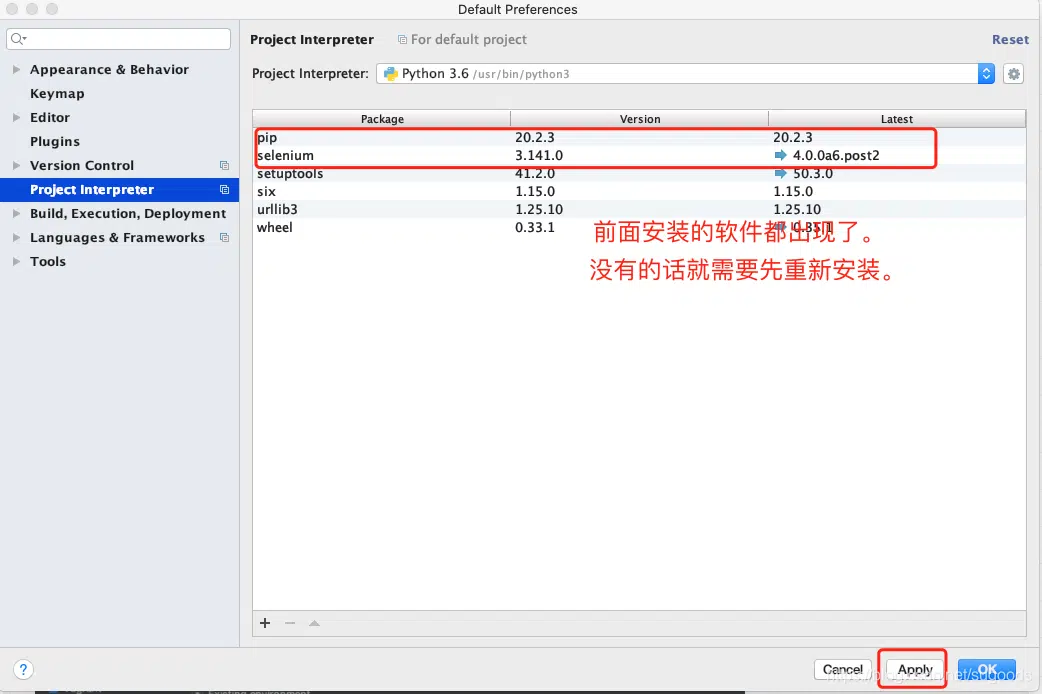 Default Preferences
Project Interpreter
For default project
Reset
Appearance & Behavior
Keymap
Editor
Plugins
Version Control
Project Interpreter
Build, Execution, Deployment
Languages & Frameworks
Tools
Project Interpreter:
Python 3.6 /usr/bin/python3
Package Version Latest
pip 20.2.3 20.2.3
selenium 3.141.0 4.0.0a6.post2
setuptools 41.2.0 50.3.0
six 1.15.0 1.15.0
urllib3 1.25.10 1.25.10
wheel 0.33.1 0.35.1
前面安装的软件都出现了。
没有的话就需要先重新安装。
?
Cancel
Apply
OK
Existing environment